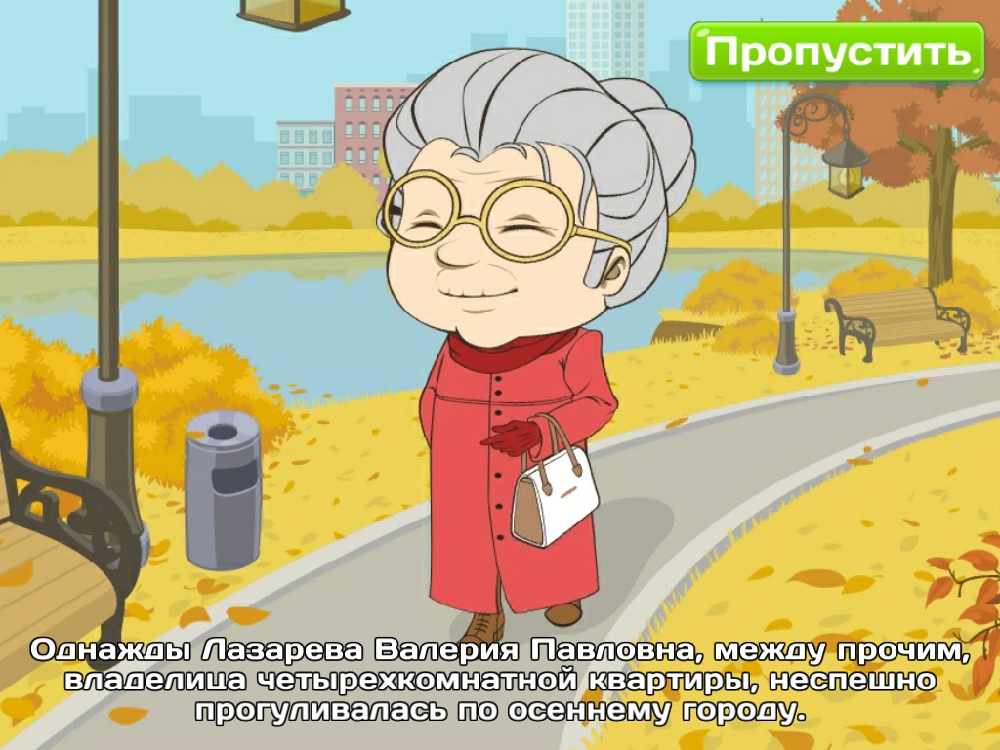 Пропустить
Однажды Лазарева Валерия Павловна, между прочим,
владелица четырехкомнатной квартиры, неспешно
прогуливалась по осеннему городу.